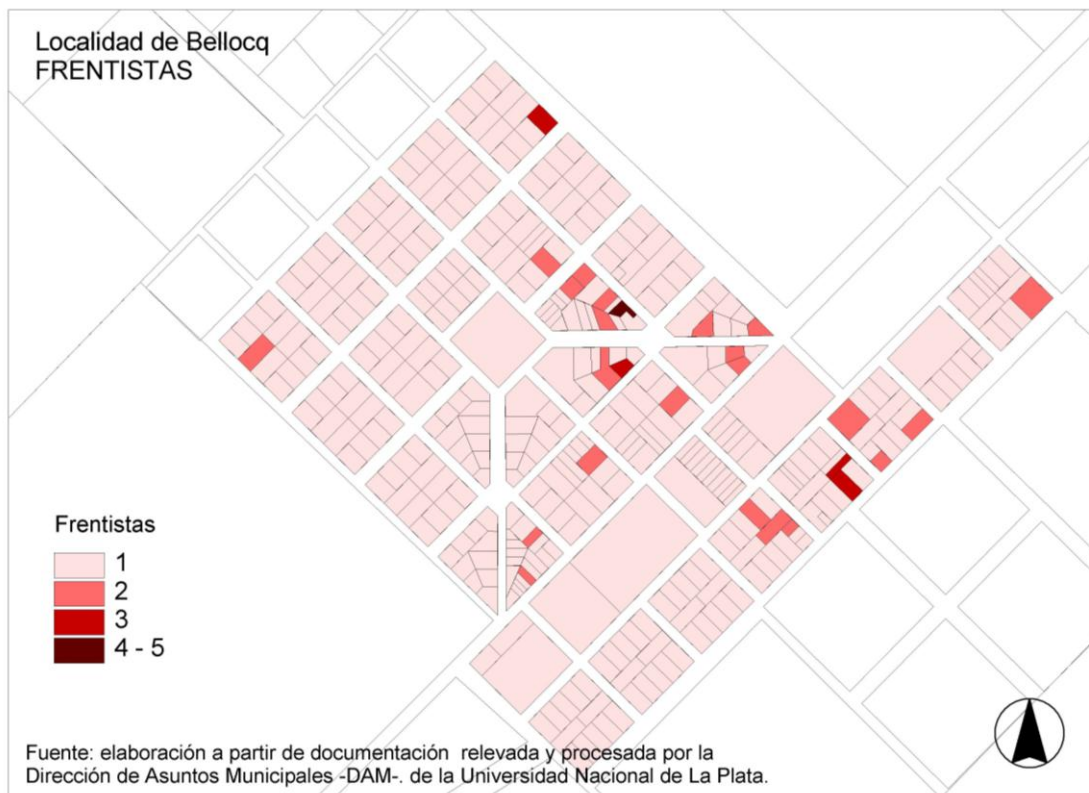 Localidad de Bellocq
FRENTISTAS
Frentistas
1
2
3
4 - 5
Fuente: elaboración a partir de documentación  relevada y procesada por la
Dirección de Asuntos Municipales -DAM-. de la Universidad Nacional de La Plata.